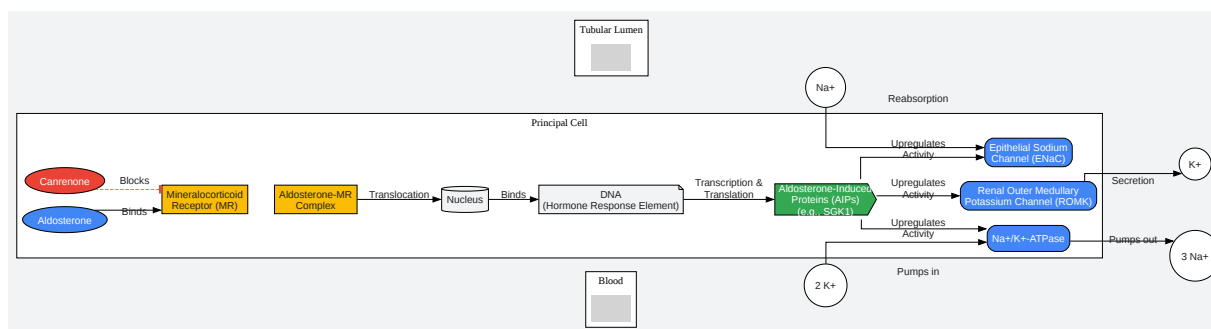 Tubular Lumen
Na+
Reabsorption
Principal Cell
Canrenone
Blocks
Aldosterone
Binds
Mineralocorticoid
Receptor (MR)
Aldosterone-MR
Complex
Translocation
Nucleus
Binds
DNA
(Hormone Response Element)
Transcription &
Translation
Aldosterone-Induced
Proteins (AIPs)
(e.g., SGK1)
Upregulates
Activity
Epithelial Sodium
Channel (ENaC)
Upregulates
Activity
Renal Outer Medullary
Potassium Channel (ROMK)
Secretion
K+
Upregulates
Activity
Na+/K+-ATPase
Pumps out
3 Na+
Pumps in
2 K+
Blood